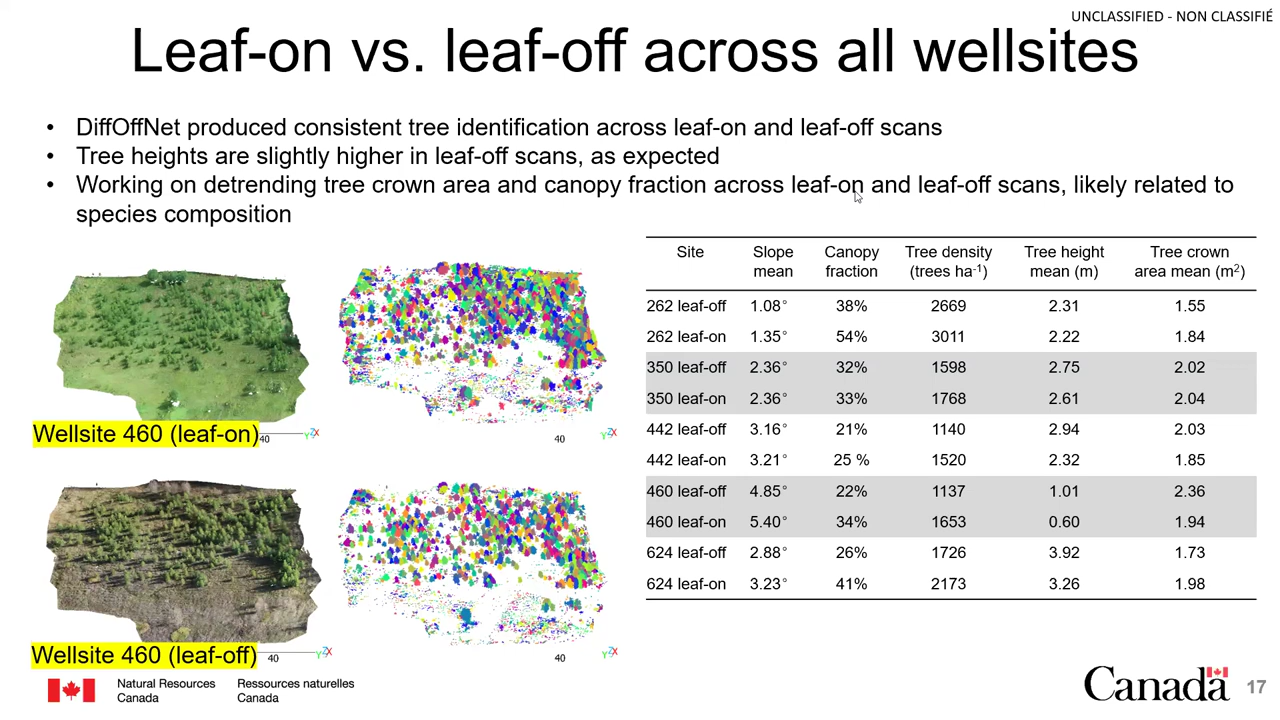 UNCLASSIFIED - NON CLASSIFIÉ
Leaf-on vs. leaf-off across all wellsites
• DiffOffNet produced consistent tree identification across leaf-on and leaf-off scans
• Tree heights are slightly higher in leaf-off scans, as expected
• Working on detrending tree crown area and canopy fraction across leaf-on and leaf-off scans, likely related to
species composition
Wellsite 460 (leaf-on)
40
Y Z X
40
Y Z X
Wellsite 460 (leaf-off)
40
Y Z X
40
Y Z X
Site Slope mean Canopy fraction Tree density (trees ha-1) Tree height mean (m) Tree crown area mean (m2)
262 leaf-off 1.08° 38% 2669 2.31 1.55
262 leaf-on 1.35° 54% 3011 2.22 1.84
350 leaf-off 2.36° 32% 1598 2.75 2.02
350 leaf-on 2.36° 33% 1768 2.61 2.04
442 leaf-off 3.16° 21% 1140 2.94 2.03
442 leaf-on 3.21° 25 % 1520 2.32 1.85
460 leaf-off 4.85° 22% 1137 1.01 2.36
460 leaf-on 5.40° 34% 1653 0.60 1.94
624 leaf-off 2.88° 26% 1726 3.92 1.73
624 leaf-on 3.23° 41% 2173 3.26 1.98
Natural Resources
Canada
Ressources naturelles
Canada
Canada
17